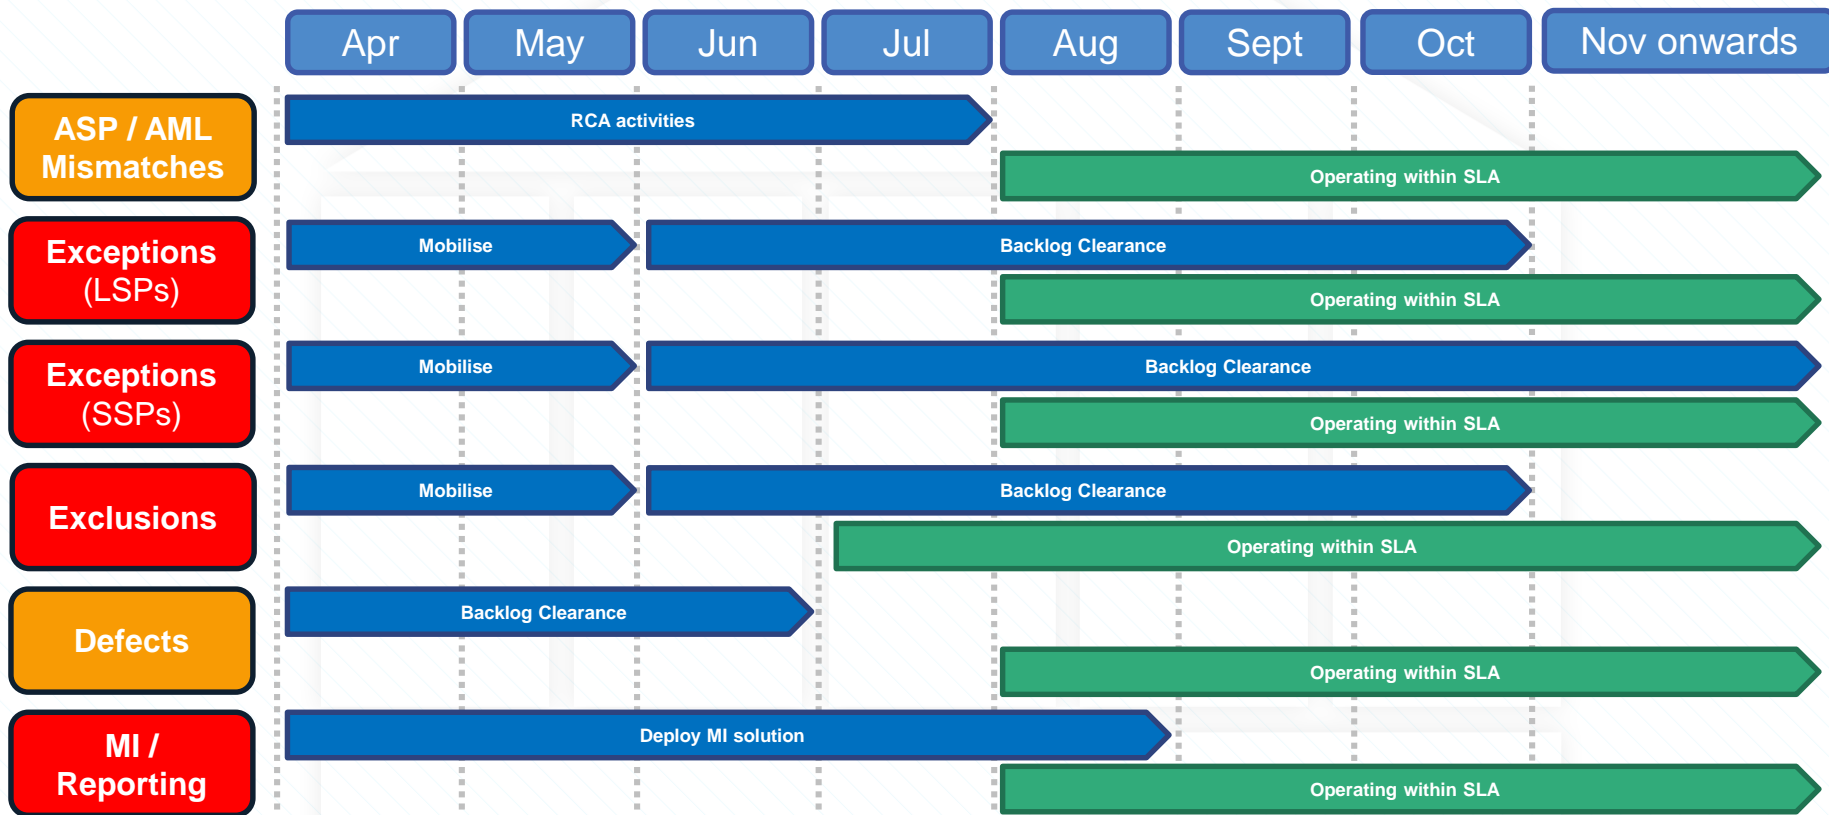 Apr May Jun Jul Aug Sept Oct Nov onwards
ASP / AML
Mismatches
RCA activities
Operating within SLA
Exceptions
(LSPs)
Mobilise Backlog Clearance
Operating within SLA
Exceptions
(SSPs)
Mobilise Backlog Clearance
Operating within SLA
Exclusions
Mobilise Backlog Clearance
Operating within SLA
Defects
Backlog Clearance
Operating within SLA
MI /
Reporting
Deploy MI solution
Operating within SLA